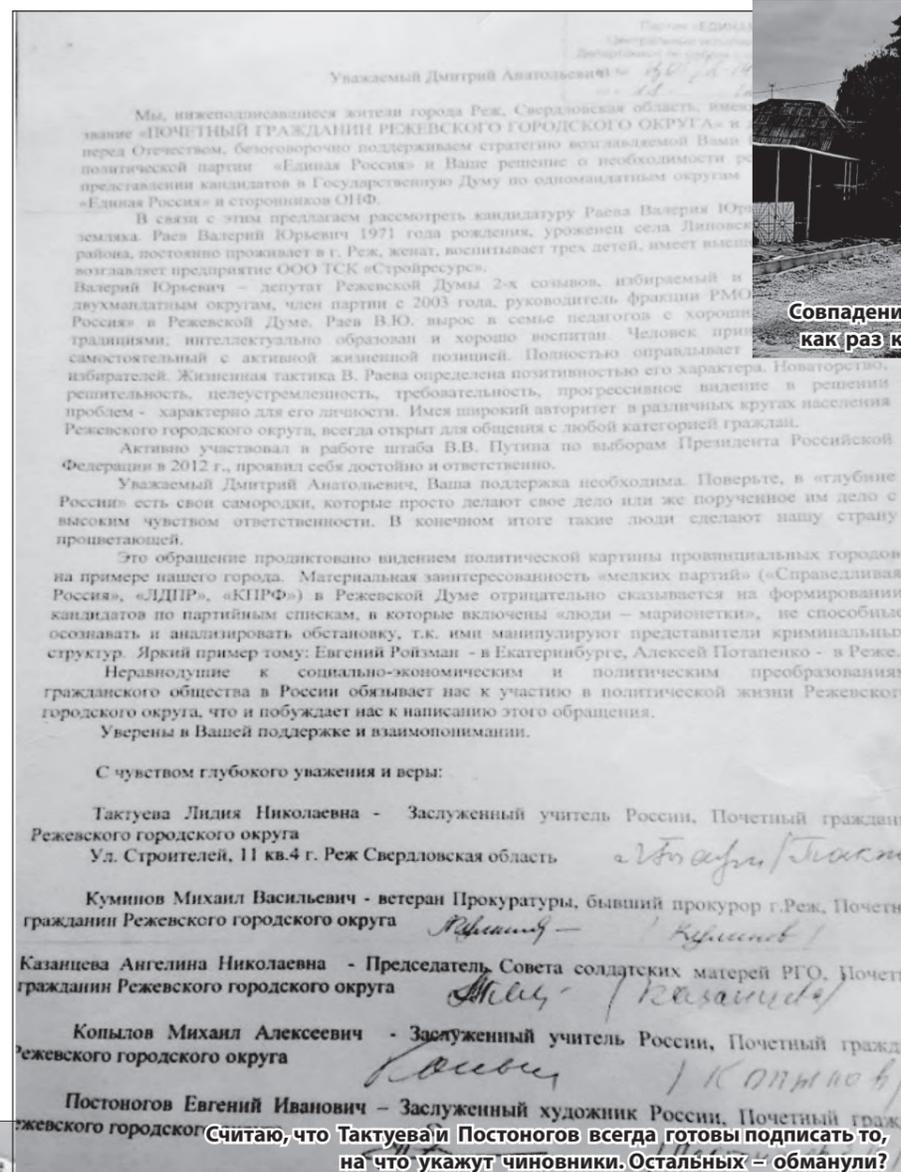 Партия «ЕДИНА
Уважаемый Дмитрий Анатольевич
Мы, нижеподписавшиеся жители города Реж, Свердловская область, имею
звание «ПОЧЕТНЫЙ ГРАЖДАНИН РЕЖЕВСКОГО ГОРОДСКОГО ОКРУГА» и
перед Отечеством, безоговорочно поддерживаем стратегию возглавляемой Вами
политической партии «Единая Россия» и Ваше решение о необходимости
представлении кандидатов в Государственную Думу по одномандатным округам
«Единая Россия» и сторонников ОНФ.
В связи с этим предлагаем рассмотреть кандидатуру Раева Валерия Юр
земляка. Раев Валерий Юрьевич 1971 года рождения, уроженец села Липовск
района, постоянно проживает в г. Реж, женат, воспитывает трех детей, имеет высш
возглавляет предприятие ООО ТСК «Стройресурс».
Валерий Юрьевич – депутат Режевской Думы 2-х созывов, избираемый и
двухмандатным округам, член партии с 2003 года, руководитель фракции РМО
Россия» в Режевской Думе. Раев В.Ю. вырос в семье педагогов с хороши
традициями; интеллектуально образован и хорошо воспитан. Человек при
самостоятельный с активной жизненной позицией. Полностью оправдывает
избирателей. Жизненная тактика В. Раева определена позитивностью его характера. Новаторство,
решительность, целеустремленность, требовательность, прогрессивное видение в решении
проблем - характерно для его личности. Имея широкий авторитет в различных кругах населения
Режевского городского округа, всегда открыт для общения с любой категорией граждан.
Активно участвовал в работе штаба В.В. Путина по выборам Президента Российской
Федерации в 2012 г., проявил себя достойно и ответственно.
Уважаемый Дмитрий Анатольевич, Ваша поддержка необходима. Поверьте, в «глубине
России» есть свои самородки, которые просто делают свое дело или же порученное им дело с
высоким чувством ответственности. В конечном итоге такие люди сделают нашу страну
процветающей.
Это обращение продиктовано видением политической картины провинциальных городов
на примере нашего города. Материальная заинтересованность «мелких партий» («Справедливая
Россия», «ЛДПР», «КПРФ») в Режевской Думе отрицательно сказывается на формировании
кандидатов по партийным спискам, в которые включены «люди – марионетки», не способные
осознавать и анализировать обстановку, т.к. ими манипулируют представители криминальных
структур. Яркий пример тому: Евгений Ройзман - в Екатеринбурге, Алексей Потапенко - в Реже.
Неравнодушие к социально-экономическим и политическим преобразованиям
гражданского общества в России обязывает нас к участию в политической жизни Режевског
городского округа, что и побуждает нас к написанию этого обращения.
Уверены в Вашей поддержке и взаимопонимании.
С чувством глубокого уважения и веры:
Тактуева Лидия Николаевна - Заслуженный учитель России, Почетный граждан
Режевского городского округа
Ул. Строителей, 11 кв.4 г. Реж Свердловская область
Куминов Михаил Васильевич - ветеран Прокуратуры, бывший прокурор г.Реж, Почетн
гражданин Режевского городского округа
/ Куминов /
Казанцева Ангелина Николаевна - Председатель Совета солдатских матерей РГО, Почетн
гражданин Режевского городского округа
/ Казанцева/
Копылов Михаил Алексеевич - Заслуженный учитель России, Почетный гражд
Режевского городского округа
/ Копылов /
Постоногов Евгений Иванович – Заслуженный художник России, Почетный граж
ежевского городског
Совпадени
как раз к
Считаю, что Тактуева и Постоногов всегда готовы подписать то,
на что укажут чиновники. Остальных – обманули?